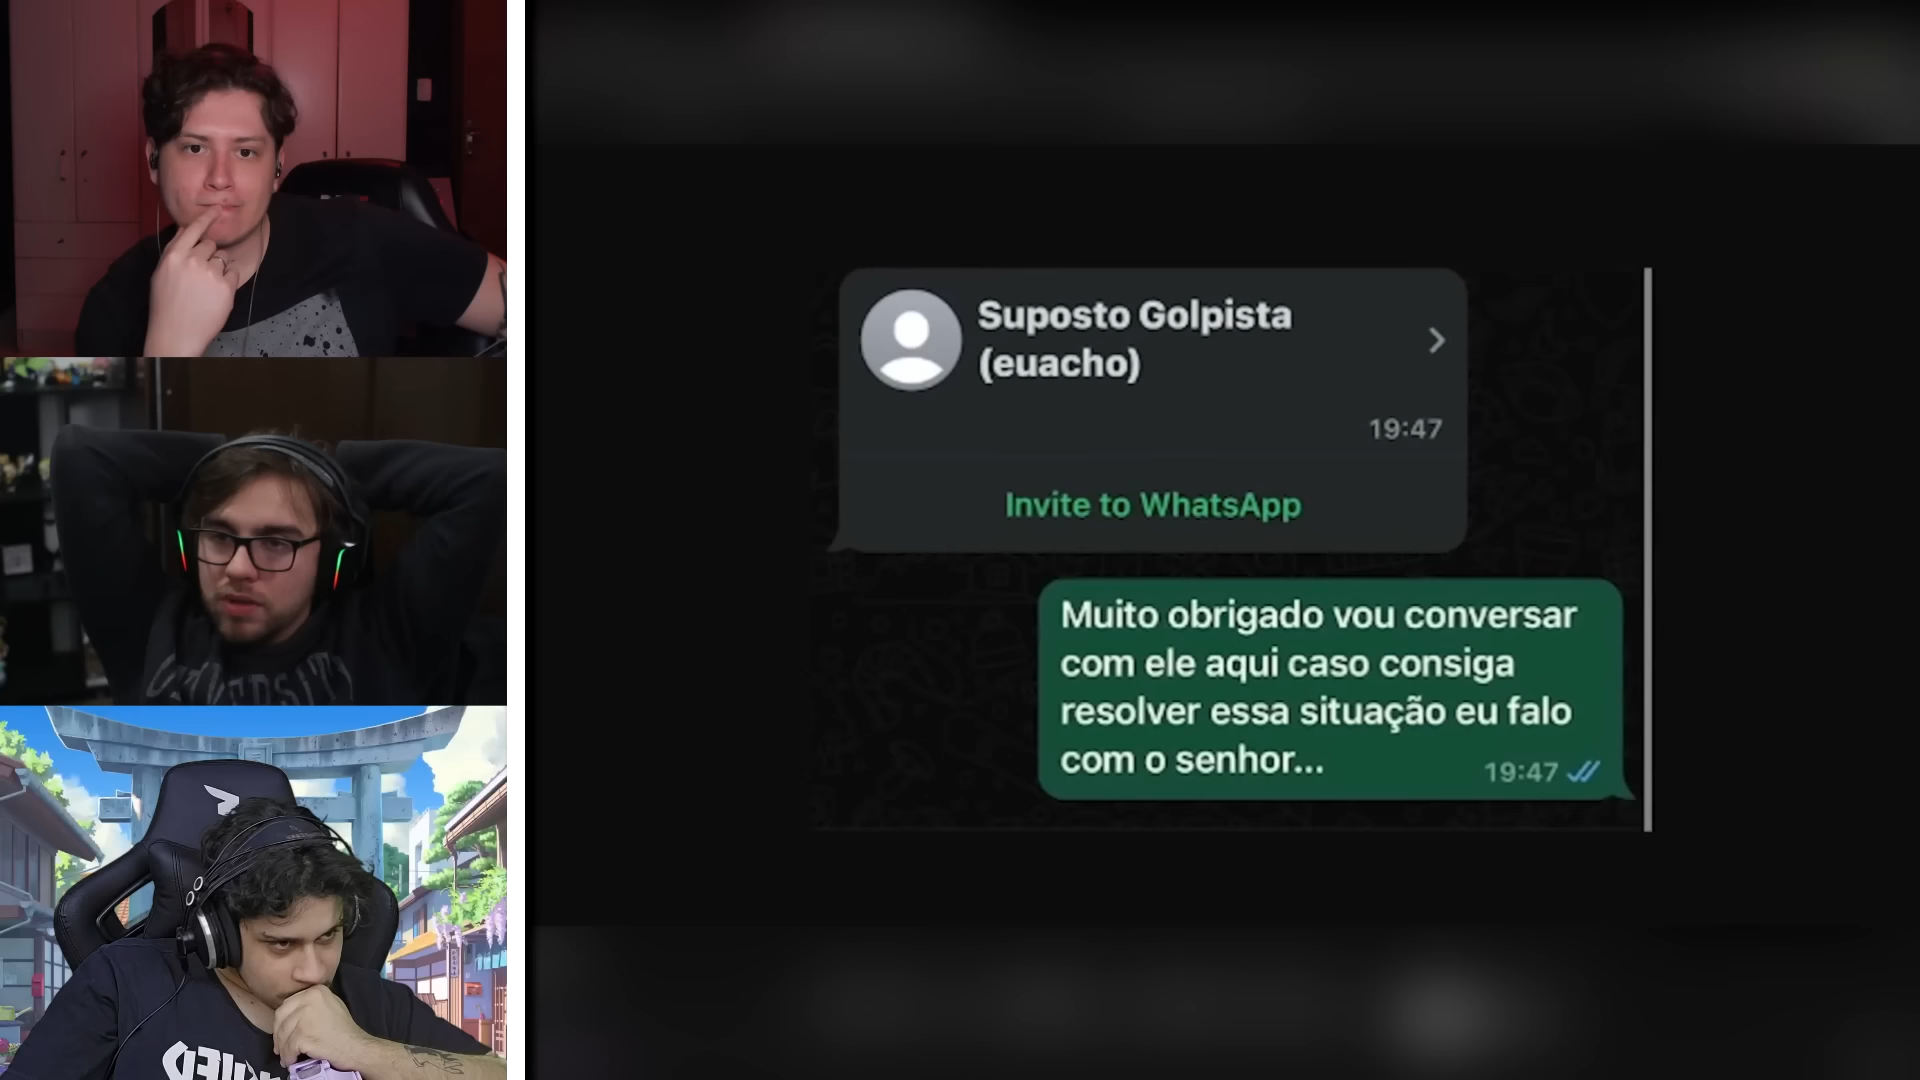 Suposto Golpista
(euacho)
19:47
Invite to WhatsApp
Muito obrigado vou conversar
com ele aqui caso consiga
resolver essa situação eu falo
com o senhor...
19:47
UNIVERSITY